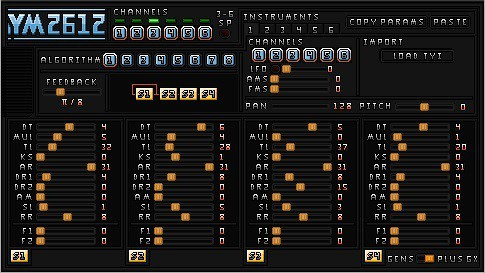 YM2612
CHANNELS
1 2 3 4 5 6
3-6
SP
INSTRUMENTS
1 2 3 4 5 6
COPY PARAMS PASTE
ALGORITHM 1 2 3 4 5 6 7 8
CHANNELS
1 2 3 4 5 6
IMPORT
LOAD TYI
LFO 0
AMS 0
FMS 0
FEEDBACK
π / 8
S1 S2 S3 S4
PAN 128 PITCH 0
DT 4 DT 6 DT 5 DT 4
MUL 5 MUL 4 MUL 0 MUL 1
TL 32 TL 28 TL 37 TL 20
KS 0 KS 1 KS 0 KS 0
AR 31 AR 31 AR 31 AR 31
DR1 4 DR1 8 DR1 8 DR1 4
DR2 0 DR2 0 DR2 15 DR2 0
AM 0 AM 0 AM 0 AM 0
SL 1 SL 5 SL 5 SL 3
RR 8 RR 8 RR 8 RR 8
F1 0 F1 0 F1 0 F1 0
F2 0 F2 0 F2 0 F2 0
S1 S2 S3 S4 GENS PLUS GX